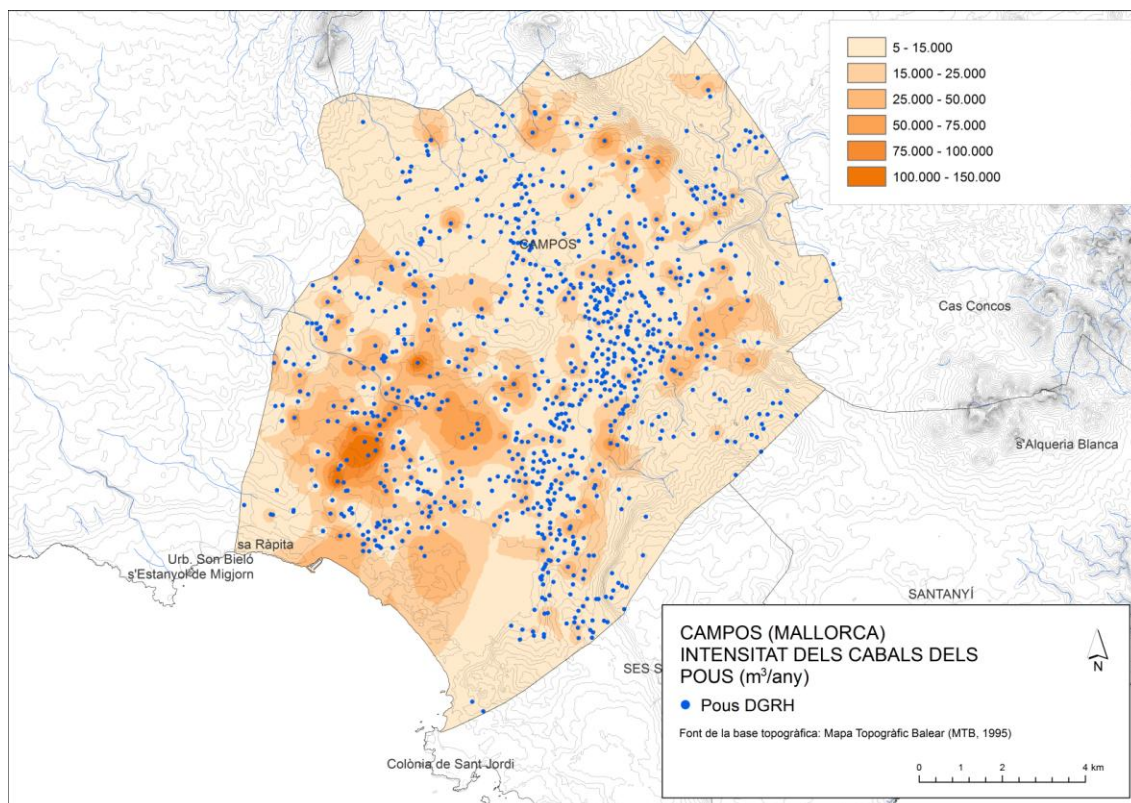 5 - 15.000
15.000 - 25.000
25.000 - 50.000
50.000 - 75.000
75.000 - 100.000
100.000 - 150.000
CAMPOS
Cas Concos
s'Alqueria Blanca
sa Ràpita
Urb. Son Bieló
s'Estanyol de Migjorn
SANTANYÍ
SES S
Colònia de Sant Jordi
CAMPOS (MALLORCA)
INTENSITAT DELS CABALS DELS
POUS (m³/any)
N
Pous DGRH
Font de la base topogràfica: Mapa Topogràfic Balear (MTB, 1995)
0 1 2 4 km